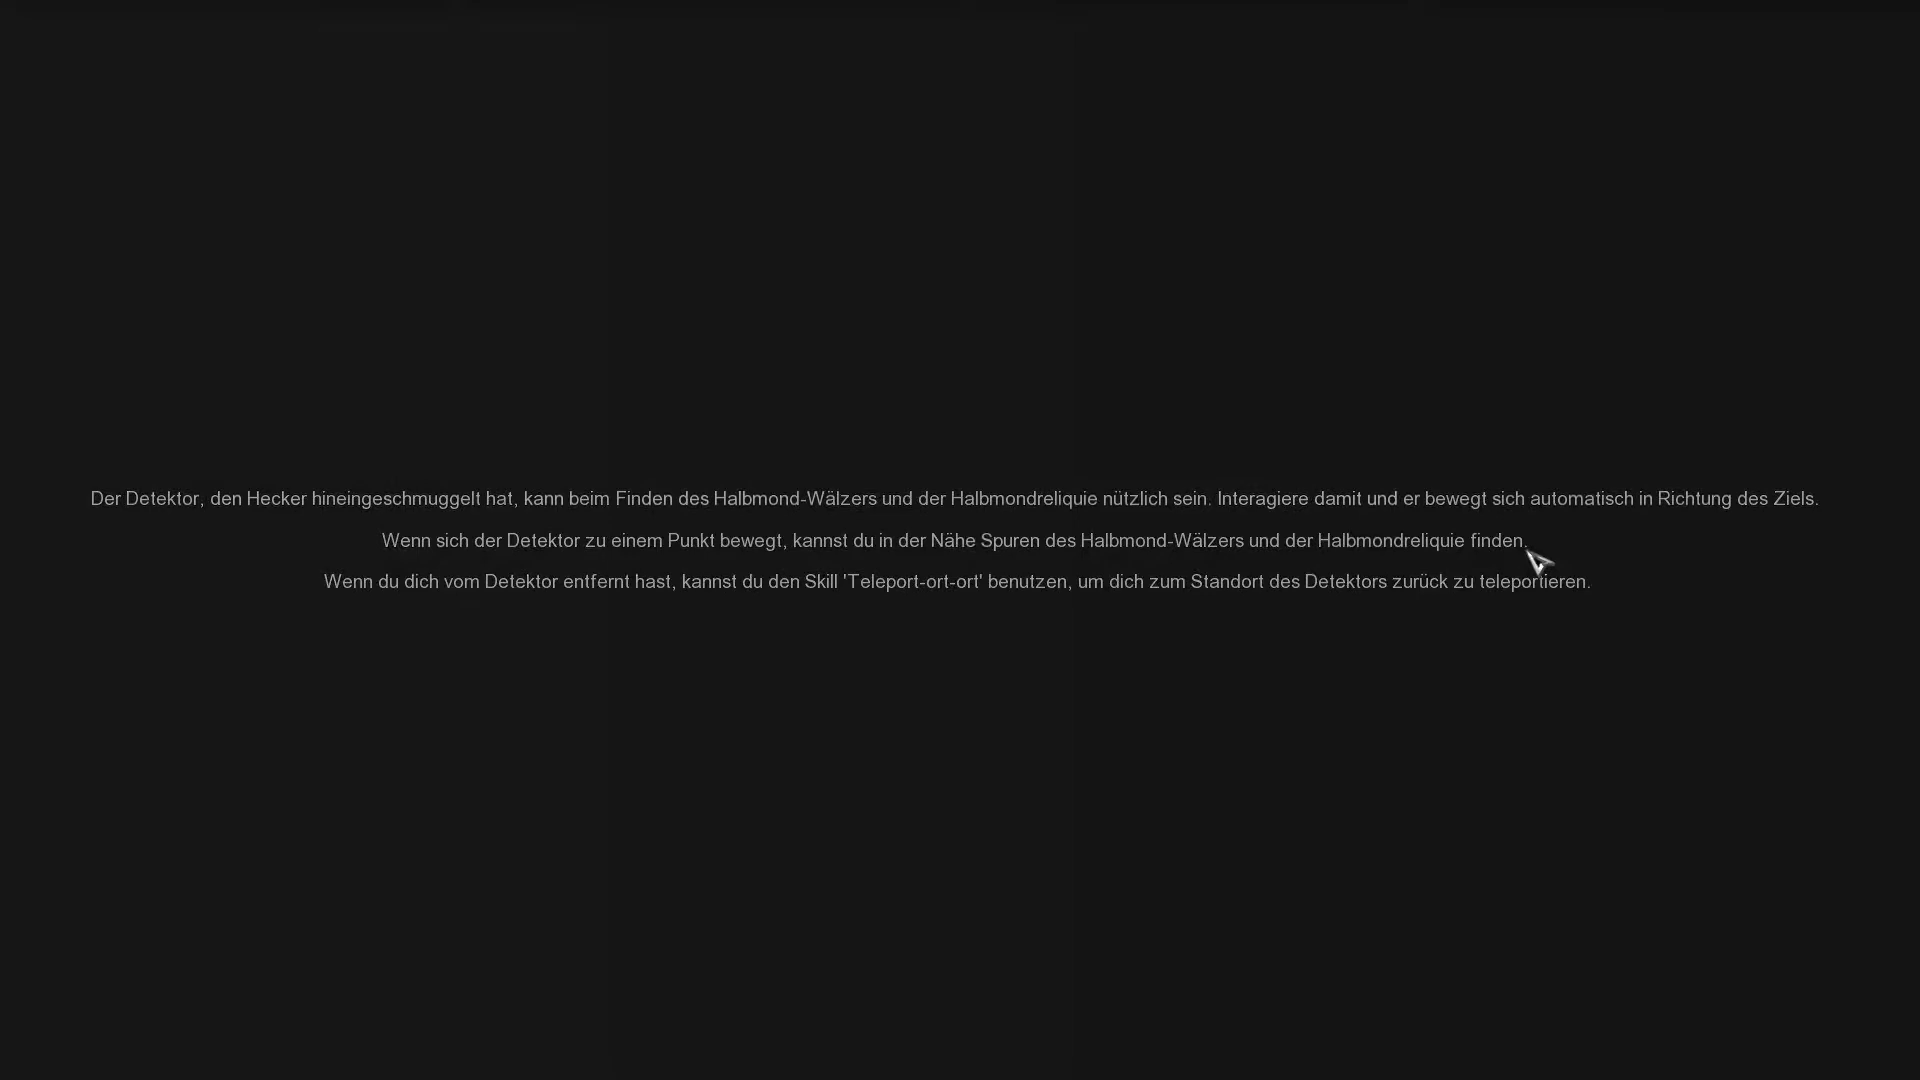 Der Detektor, den Hecker hineingeschmuggelt hat, kann beim Finden des Halbmond-Wälzers und der Halbmondreliquie nützlich sein. Interagiere damit und er bewegt sich automatisch in Richtung des Ziels.
Wenn sich der Detektor zu einem Punkt bewegt, kannst du in der Nähe Spuren des Halbmond-Wälzers und der Halbmondreliquie finden.
Wenn du dich vom Detektor entfernt hast, kannst du den Skill 'Teleport-ort-ort' benutzen, um dich zum Standort des Detektors zurück zu teleportieren.